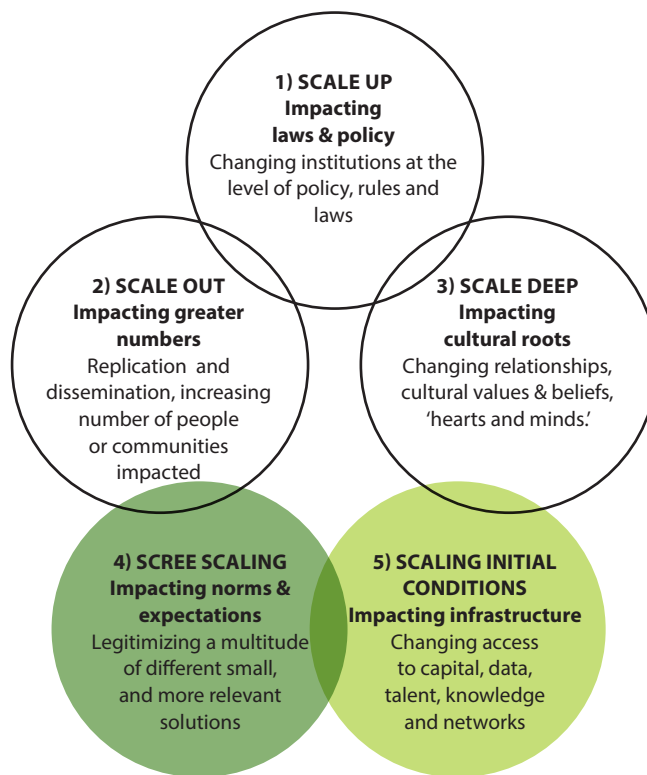 1) SCALE UP
Impacting
laws & policy
Changing institutions at the
level of policy, rules and
laws
2) SCALE OUT
Impacting greater
numbers
Replication and
dissemination, increasing
number of people
or communities
impacted
3) SCALE DEEP
Impacting
cultural roots
Changing relationships,
cultural values & beliefs,
‘hearts and minds.’
4) SCREE SCALING
Impacting norms &
expectations
Legitimizing a multitude
of different small,
and more relevant
solutions
5) SCALING INITIAL
CONDITIONS
Impacting infrastructure
Changing access
to capital, data,
talent, knowledge
and networks